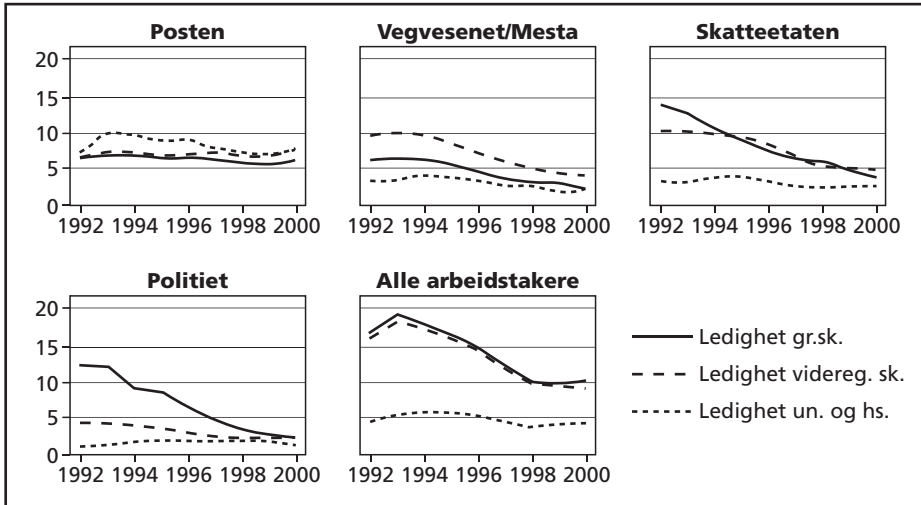 Posten Vegvesenet/Mesta Skatteetaten
20
15
10
5
0
1992 1994 1996 1998 2000 1992 1994 1996 1998 2000 1992 1994 1996 1998 2000
Politiet Alle arbeidstakere
20
15
10
5
0
1992 1994 1996 1998 2000 1992 1994 1996 1998 2000
Ledighet gr.sk.
Ledighet videreg. sk.
Ledighet un. og hs.